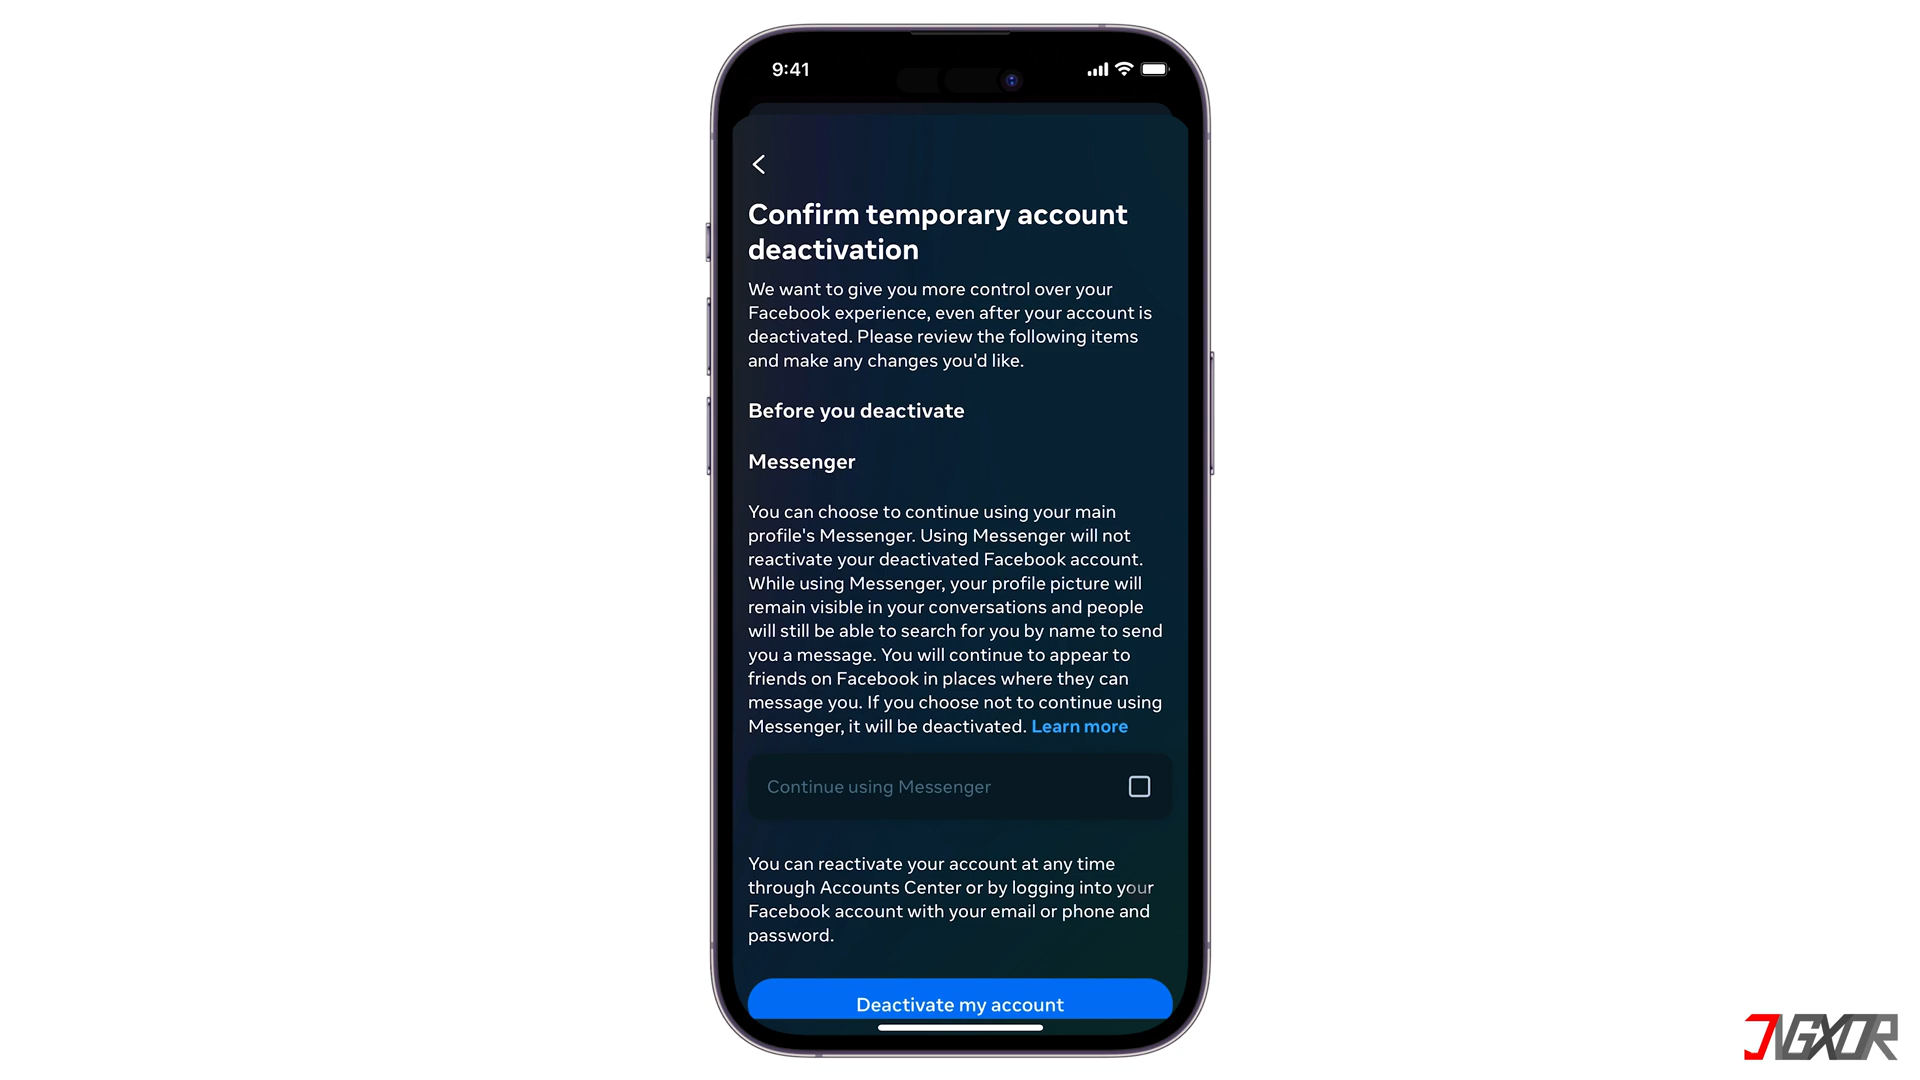 9:41
Confirm temporary account
deactivation
We want to give you more control over your
Facebook experience, even after your account is
deactivated. Please review the following items
and make any changes you'd like.
Before you deactivate
Messenger
You can choose to continue using your main
profile's Messenger. Using Messenger will not
reactivate your deactivated Facebook account.
While using Messenger, your profile picture will
remain visible in your conversations and people
will still be able to search for you by name to send
you a message. You will continue to appear to
friends on Facebook in places where they can
message you. If you choose not to continue using
Messenger, it will be deactivated. Learn more
Continue using Messenger
You can reactivate your account at any time
through Accounts Center or by logging into your
Facebook account with your email or phone and
password.
Deactivate my account
JIGXOR